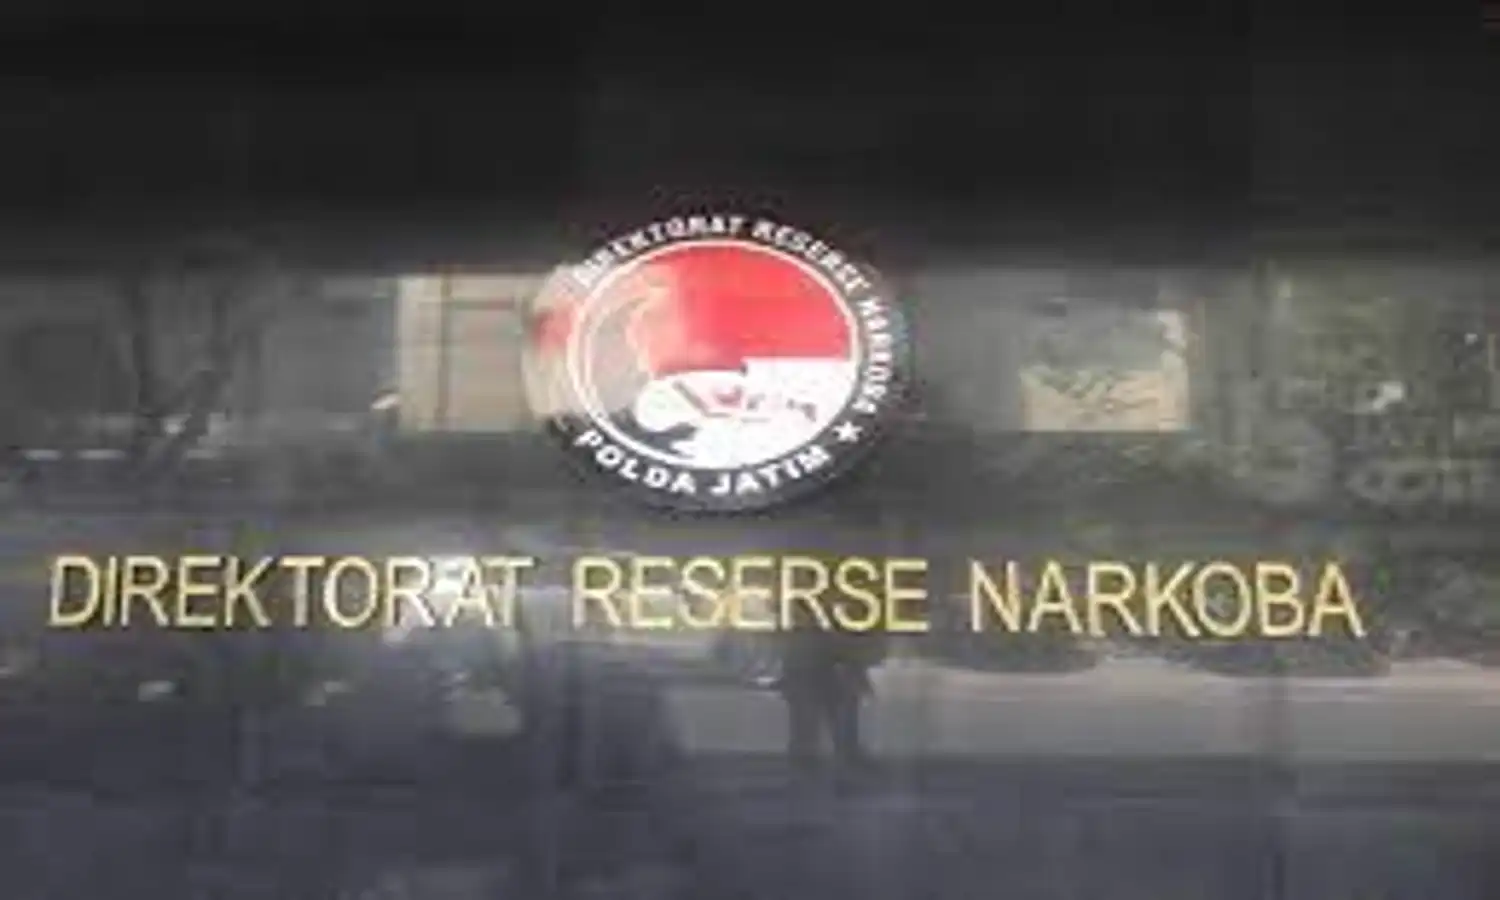 DIREKTORAT RESERSE NARKOBA
POLDA JATIM
DIREKTORAT RESERSE NARKOBA